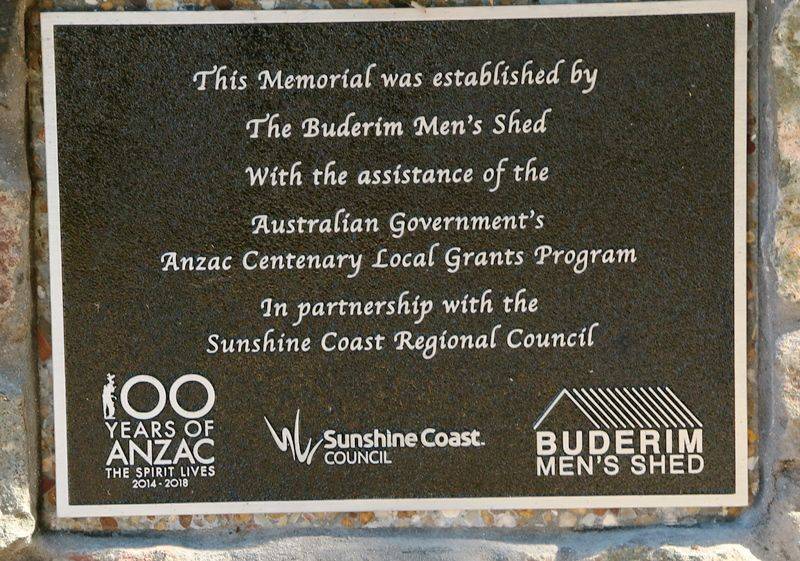 This Memorial was established by
The Buderim Men's Shed
With the assistance of the
Australian Government's
Anzac Centenary Local Grants Program
In partnership with the
Sunshine Coast Regional Council
100
YEARS OF
ANZAC
THE SPIRIT LIVES
2014 - 2018
Sunshine Coast
COUNCIL
BUDERIM
MEN'S SHED